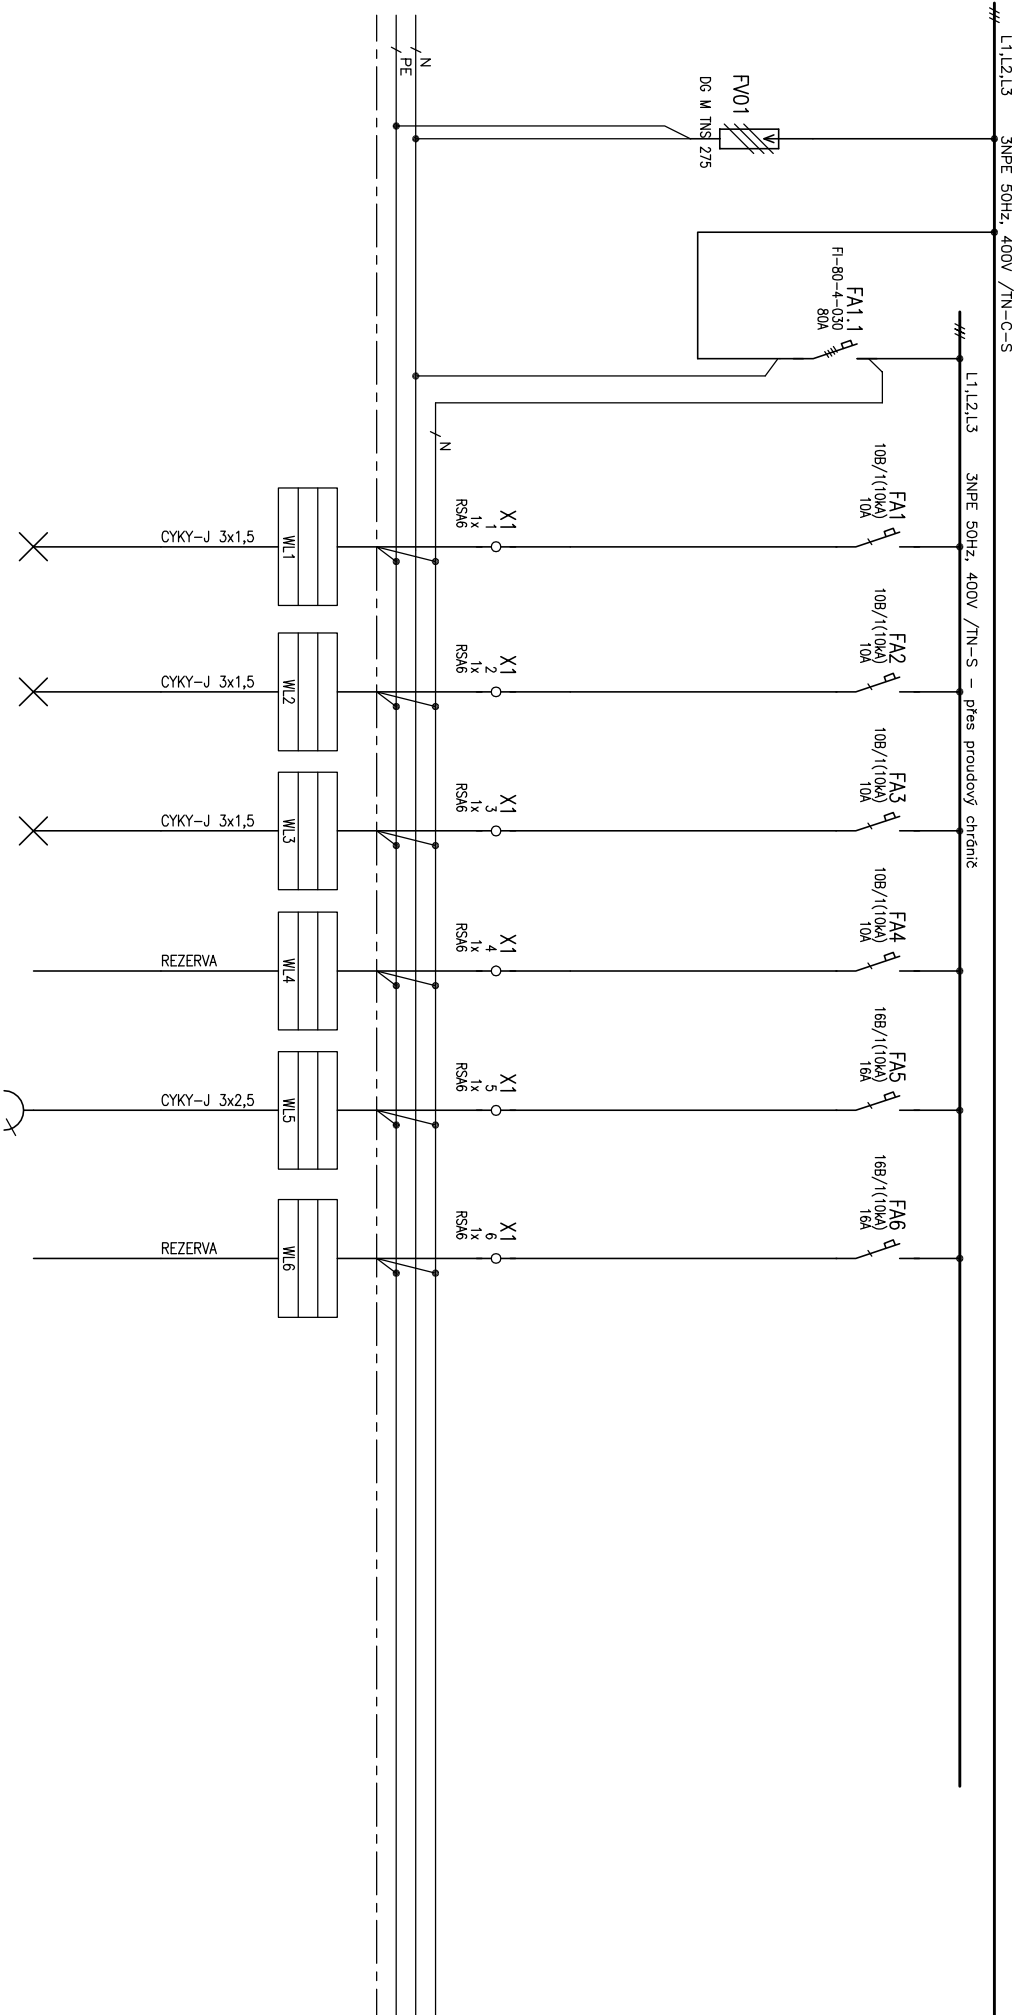 L1,L2,L3 3NPE 50Hz, 400V /TN-C-S
FV01
DG M TNS 275
N
PE
FA1.1
FI-80-4-030
80A
N
L1,L2,L3 3NPE 50Hz, 400V /TN-S - přes proudový chránič
FA1
10B/1(10kA)
10A
X1
1
1x
RSA6
WL1
CYKY-J 3x1,5
FA2
10B/1(10kA)
10A
X1
2
1x
RSA6
WL2
CYKY-J 3x1,5
FA3
10B/1(10kA)
10A
X1
3
1x
RSA6
WL3
CYKY-J 3x1,5
FA4
10B/1(10kA)
10A
X1
4
1x
RSA6
WL4
REZERVA
FA5
16B/1(10kA)
16A
X1
5
1x
RSA6
WL5
CYKY-J 3x2,5
FA6
16B/1(10kA)
16A
X1
6
1x
RSA6
WL6
REZERVA